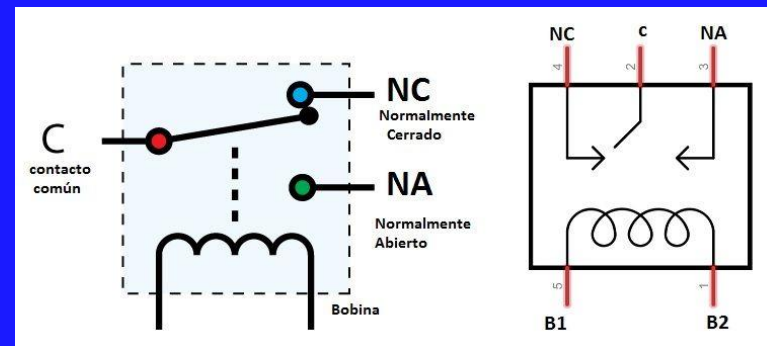 C
contacto
común
NC
Normalmente
Cerrado
NA
Normalmente
Abierto
Bobina
NC
c
NA
4
2
3
5
1
B1
B2